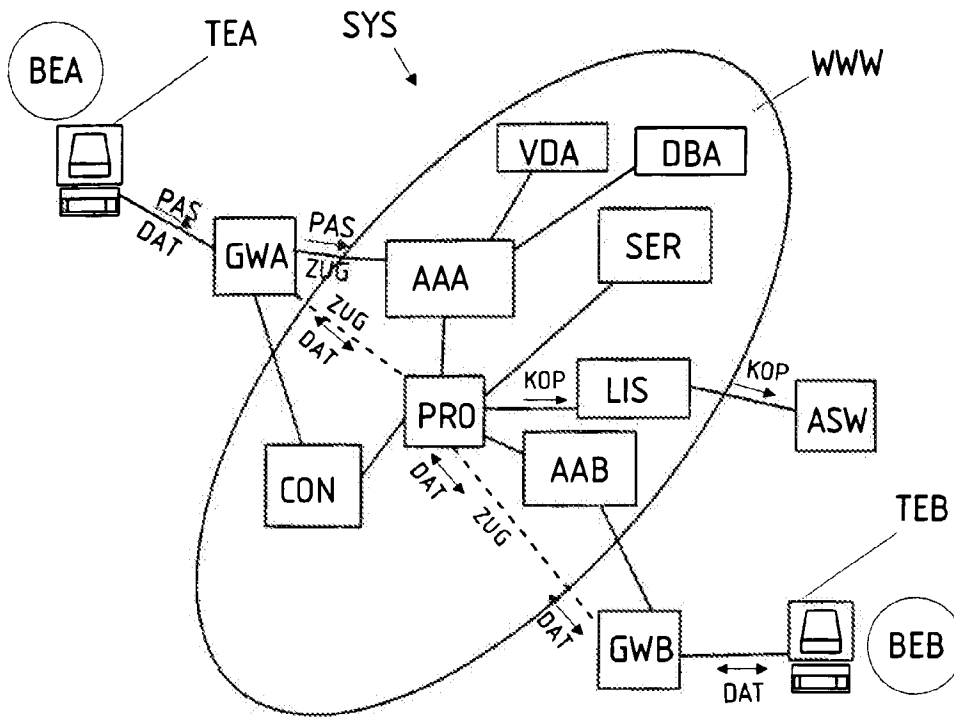 SYS
TEA
BEA
WWW
VDA
DBA
PAS
DAT
GWA
PAS
ZUG
AAA
SER
ZUG
DAT
KOP
LIS
KOP
PRO
ASW
CON
DAT
AAB
ZUG
TEB
DAT
GWB
DAT
BEB